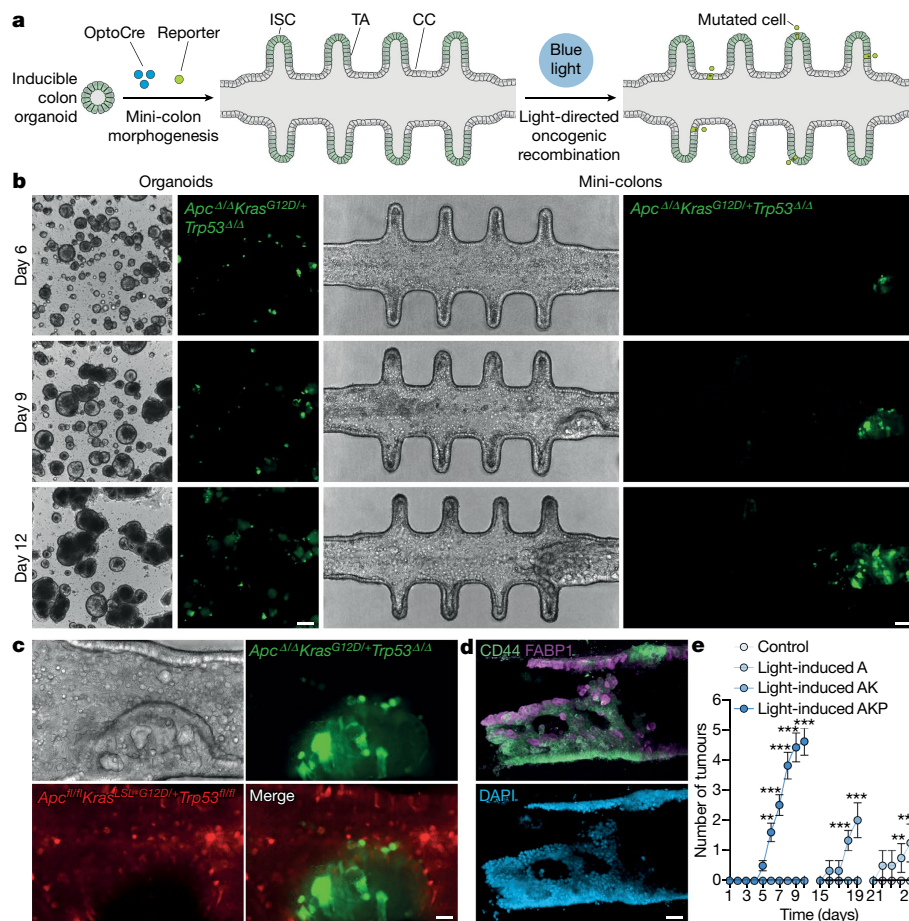 a
OptoCre
Reporter
Inducible
colon
organoid
Mini-colon
morphogenesis
ISC
TA
CC
Blue
light
Light-directed
oncogenic
recombination
Mutated cell
b
Organoids
Mini-colons
Day 6
Apc^Δ/Δ Kras^G12D/+
Trp53^Δ/Δ
Apc^Δ/Δ Kras^G12D/+ Trp53^Δ/Δ
Day 9
Day 12
c
Apc^Δ/Δ Kras^G12D/+ Trp53^Δ/Δ
Apc^fl/fl Kras^LSL-G12D/+ Trp53^fl/fl
Merge
d
CD44 FABP1
DAPI
e
Control
Light-induced A
Light-induced AK
Light-induced AKP
Number of tumours
6
5
4
3
2
1
0
***
***
***
***
***
**
***
***
**
**
1 3 5 7 9 11 15 19 21
Time (days)